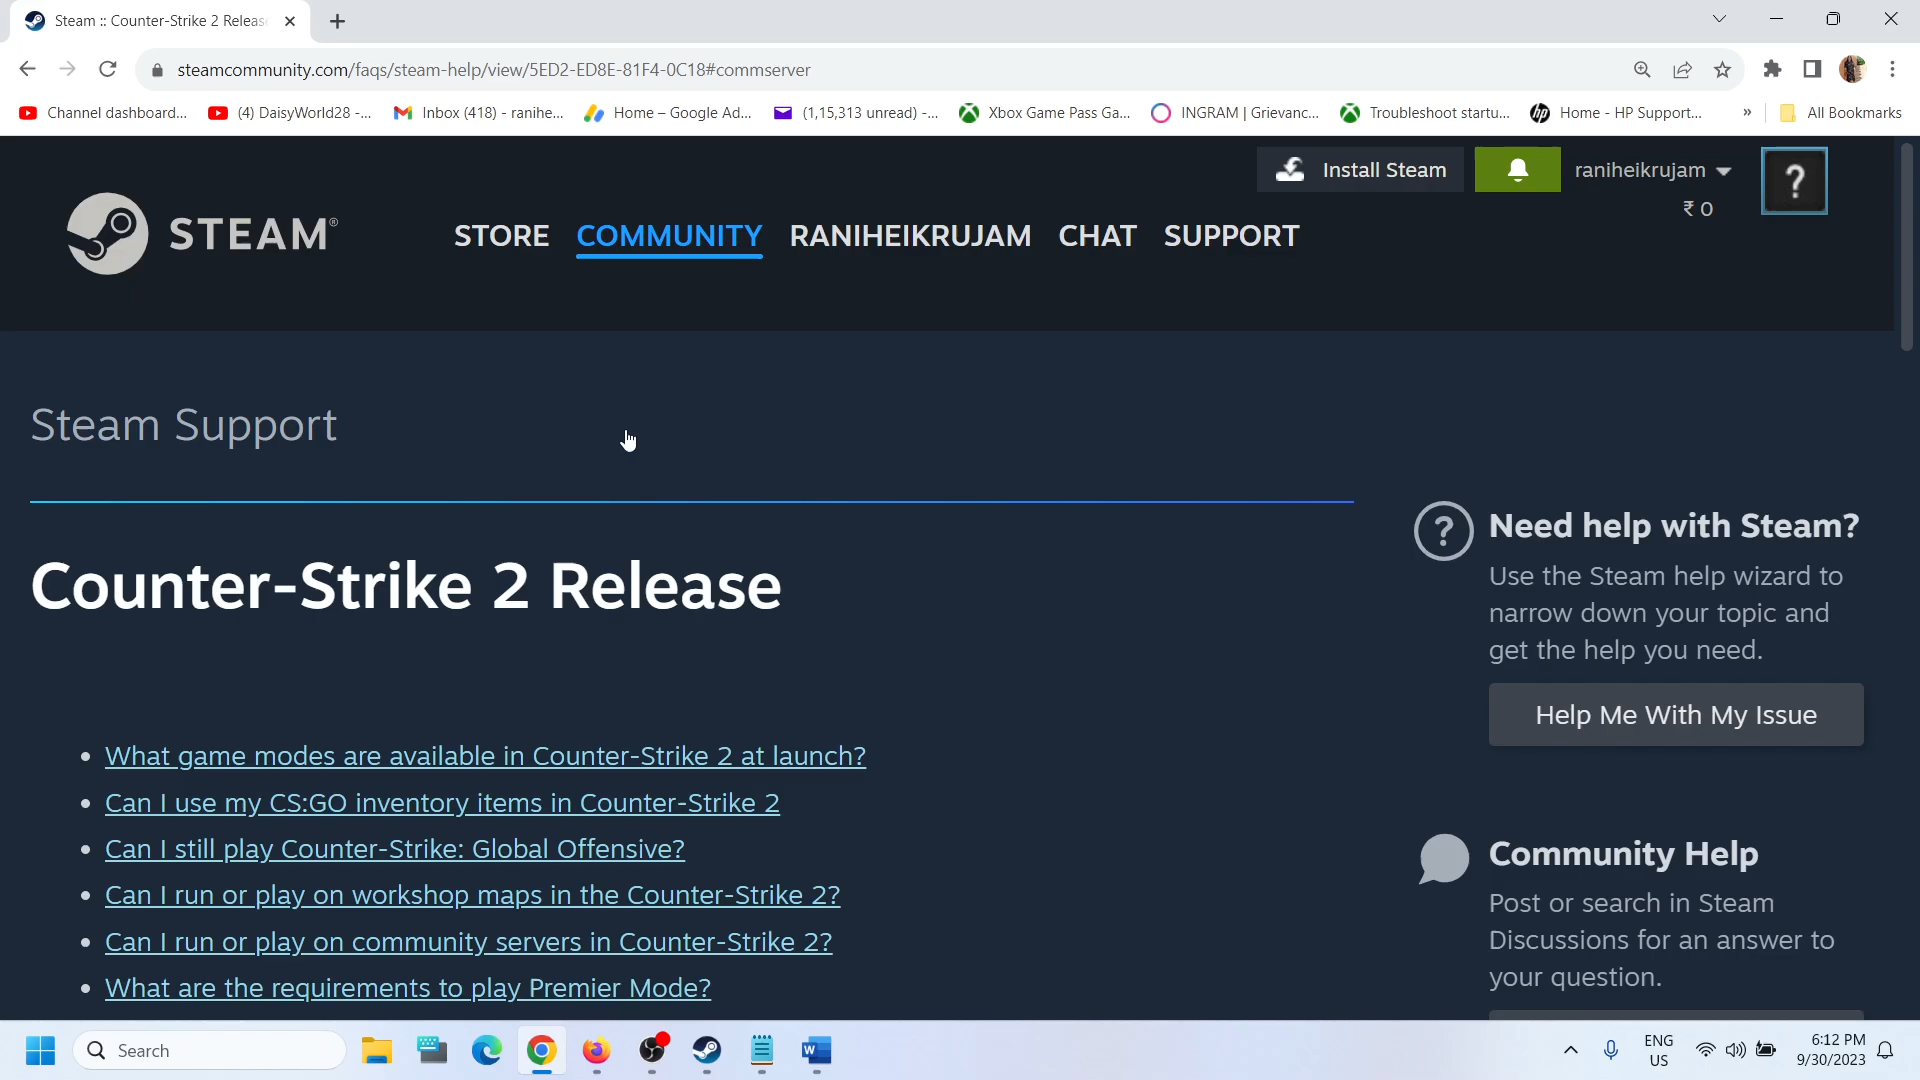 Steam :: Counter-Strike 2 Releas
steamcommunity.com/faqs/steam-help/view/5ED2-ED8E-81F4-0C18#commserver
Channel dashboard... (4) DaisyWorld28 -... Inbox (418) - ranihe... Home – Google Ad... (1,15,313 unread) -... Xbox Game Pass Ga... INGRAM | Grievanc... Troubleshoot startu... Home - HP Support... » All Bookmarks
Install Steam raniheikrujam
₹ 0
STEAM®
STORE COMMUNITY RANIHEIKRUJAM CHAT SUPPORT
Steam Support
Counter-Strike 2 Release
What game modes are available in Counter-Strike 2 at launch?
Can I use my CS:GO inventory items in Counter-Strike 2
Can I still play Counter-Strike: Global Offensive?
Can I run or play on workshop maps in the Counter-Strike 2?
Can I run or play on community servers in Counter-Strike 2?
What are the requirements to play Premier Mode?
Need help with Steam?
Use the Steam help wizard to
narrow down your topic and
get the help you need.
Help Me With My Issue
Community Help
Post or search in Steam
Discussions for an answer to
your question.
Search
ENG
US
6:12 PM
9/30/2023